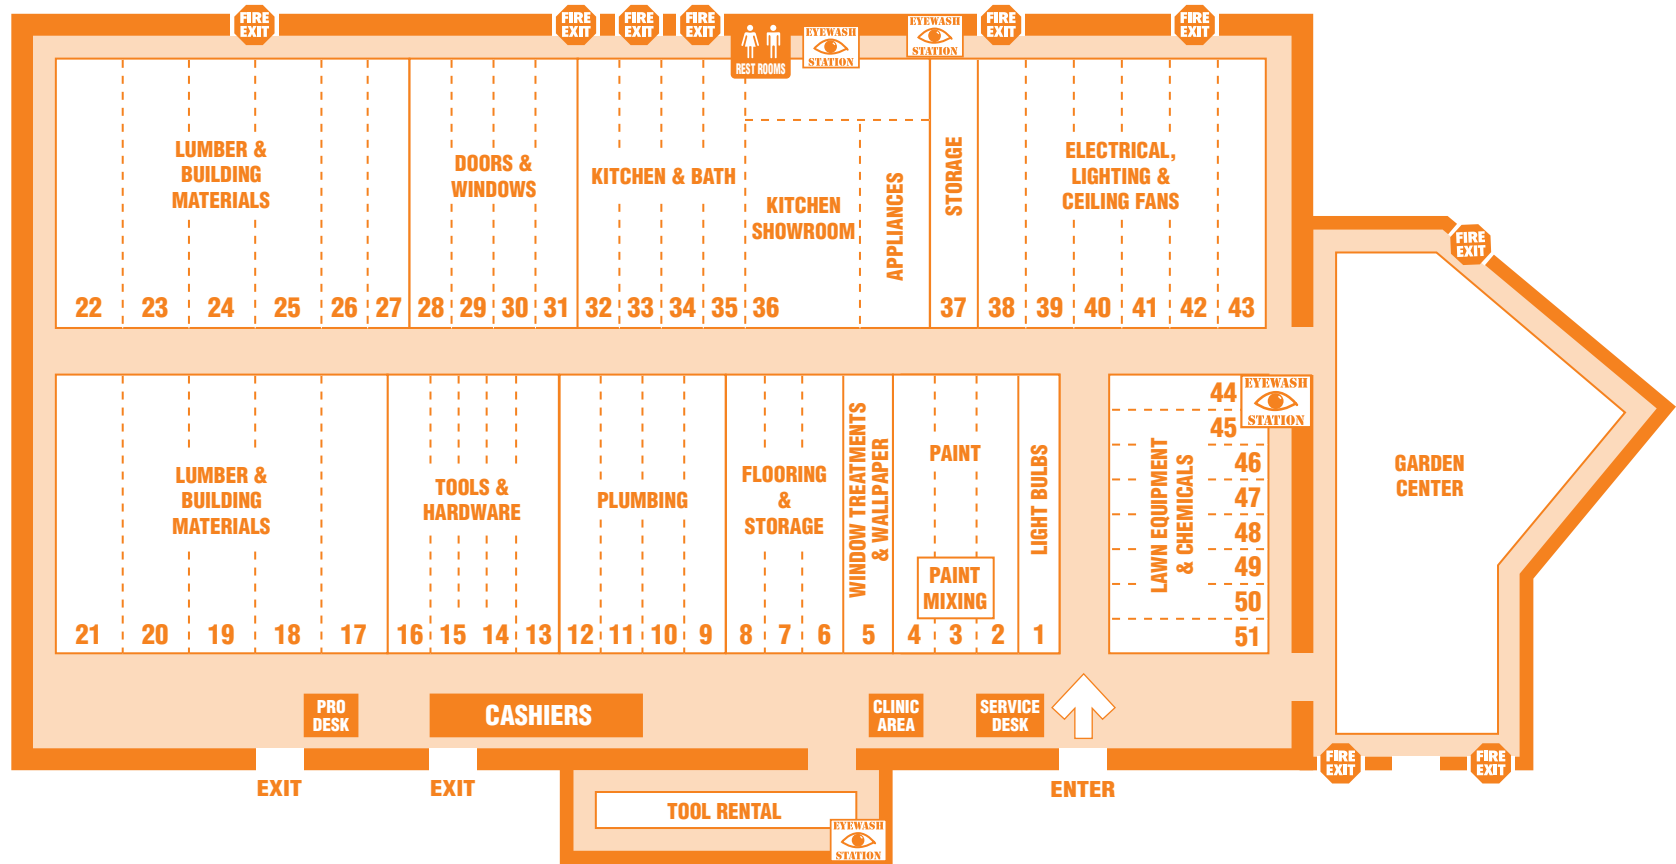 FIRE
EXIT
FIRE
EXIT
FIRE
EXIT
FIRE
EXIT
REST ROOMS
EYEWASH
STATION
EYEWASH
STATION
FIRE
EXIT
FIRE
EXIT
LUMBER &
BUILDING
MATERIALS
DOORS &
WINDOWS
KITCHEN & BATH
KITCHEN
SHOWROOM
APPLIANCES
STORAGE
ELECTRICAL,
LIGHTING &
CEILING FANS
22 23 24 25 26 27 28 29 30 31 32 33 34 35 36 37 38 39 40 41 42 43
FIRE
EXIT
LUMBER &
BUILDING
MATERIALS
TOOLS &
HARDWARE
PLUMBING
FLOORING
&
STORAGE
WINDOW TREATMENTS
& WALLPAPER
PAINT
PAINT
MIXING
LIGHT BULBS
21 20 19 18 17 16 15 14 13 12 11 10 9 8 7 6 5 4 3 2 1
LAWN EQUIPMENT
& CHEMICALS
44
45
46
47
48
49
50
51
EYEWASH
STATION
GARDEN
CENTER
PRO
DESK
CASHIERS
CLINIC
AREA
SERVICE
DESK
EXIT
EXIT
ENTER
FIRE
EXIT
FIRE
EXIT
TOOL RENTAL
EYEWASH
STATION